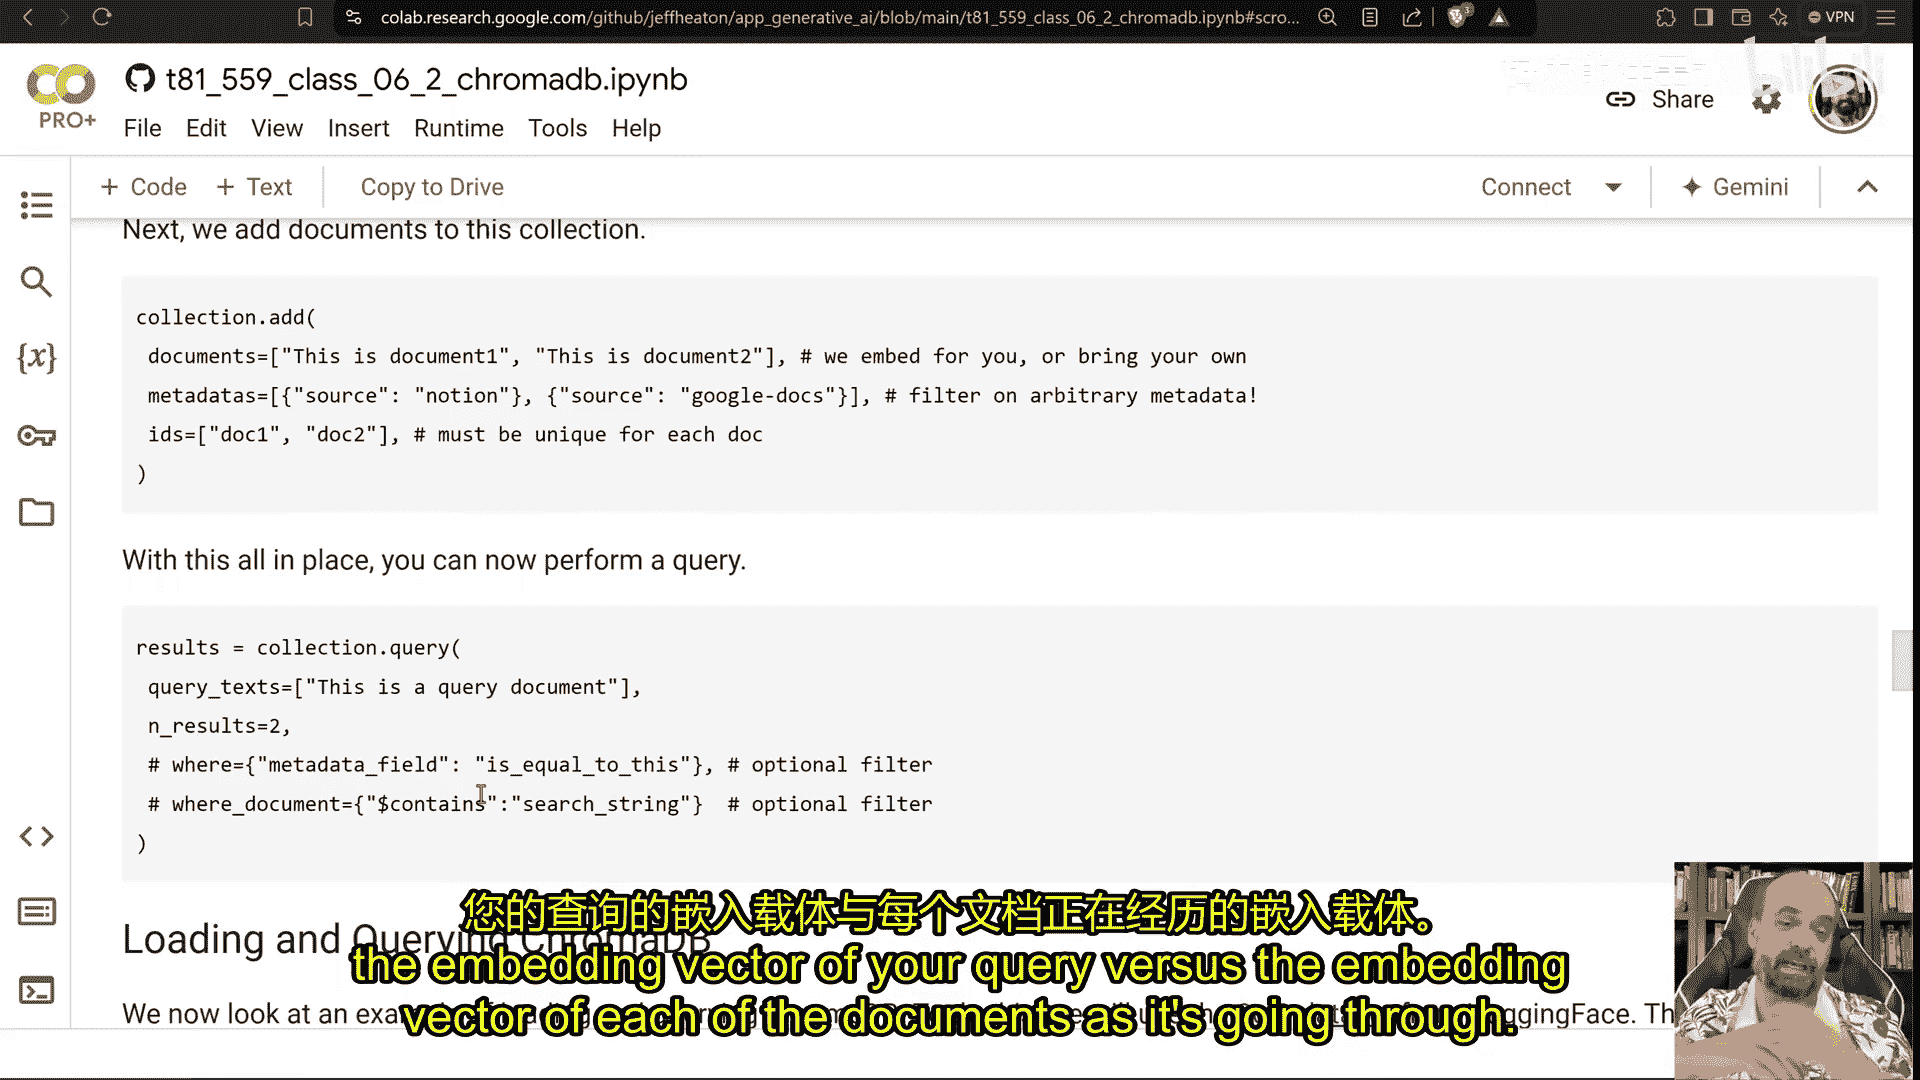 colab.research.google.com/github/jeffheaton/app_generative_ai/blob/main/t81_559_class_06_2_chromadb.ipynb#scro...
VPN
t81_559_class_06_2_chromadb.ipynb
PRO+
File Edit View Insert Runtime Tools Help
Share
bilibili
+ Code + Text
Copy to Drive
Connect
Gemini
Next, we add documents to this collection.
collection.add(
documents=["This is document1", "This is document2"], # we embed for you, or bring your own
metadatas=[{"source": "notion"}, {"source": "google-docs"}], # filter on arbitrary metadata!
ids=["doc1", "doc2"], # must be unique for each doc
)
With this all in place, you can now perform a query.
results = collection.query(
query_texts=["This is a query document"],
n_results=2,
# where={"metadata_field": "is_equal_to_this"}, # optional filter
# where_document={"$contains":"search_string"} # optional filter
)
Loading and Querying ChromaDB
您的查询的嵌入载体与每个文档正在经历的嵌入载体。
the embedding vector of your query versus the embedding
vector of each of the documents as it's going through.
We now look at an